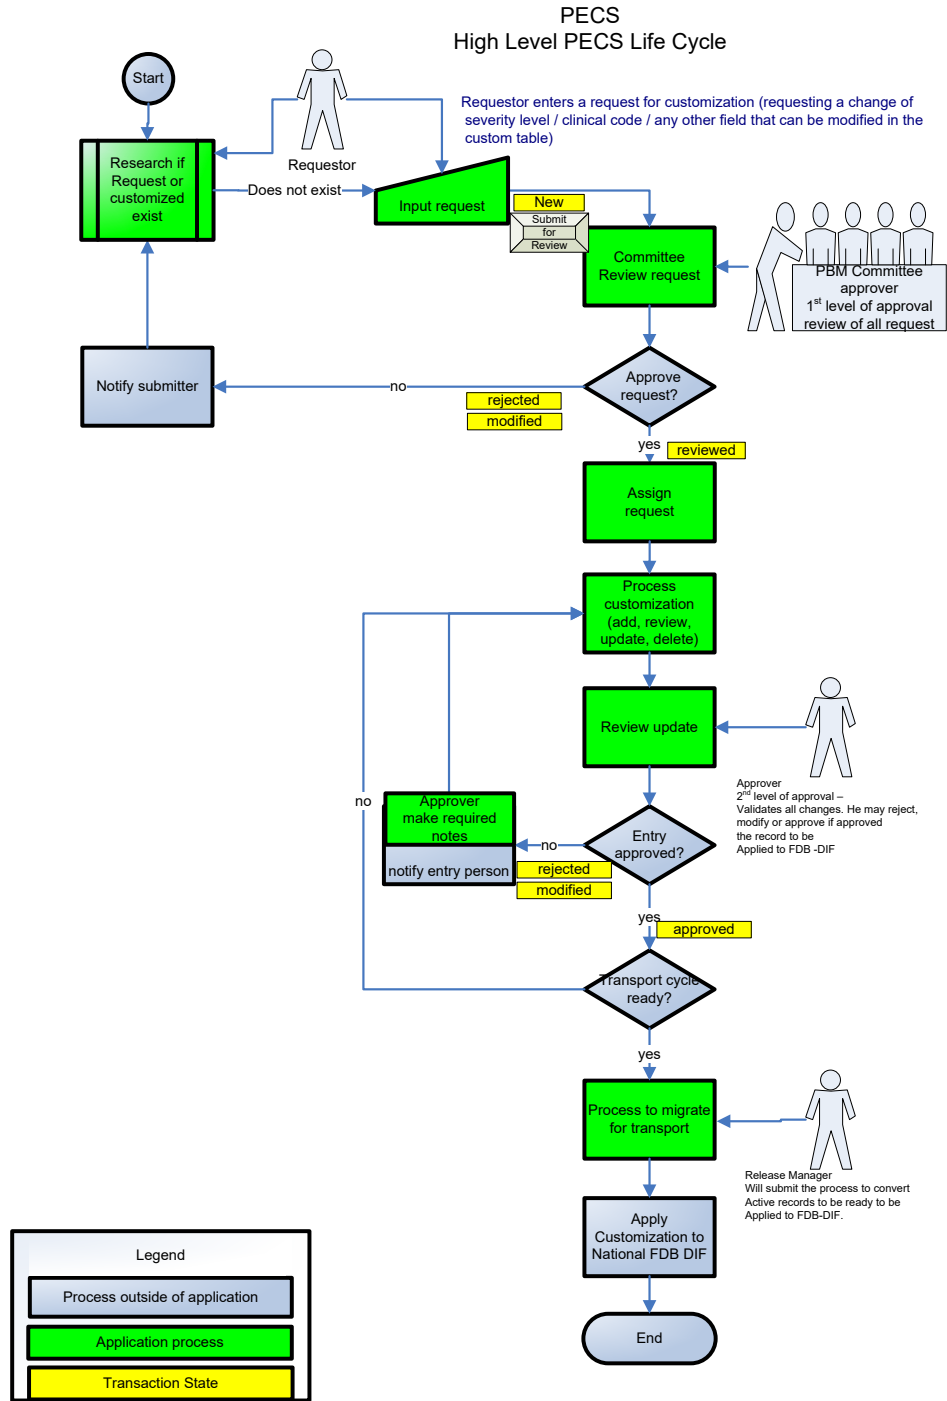 PECS
High Level PECS Life Cycle
Start
Requestor enters a request for customization (requesting a change of
severity level / clinical code / any other field that can be modified in the
custom table)
Requestor
Research if
Request or
customized
exist
Does not exist
Input request
New
Submit
for
Review
Committee
Review request
PBM Committee
approver
1st level of approval
review of all request
Notify submitter
no
rejected
modified
Approve
request?
yes
reviewed
Assign
request
Process
customization
(add, review,
update, delete)
Review update
Approver
2nd level of approval –
Validates all changes. He may reject,
modify or approve if approved
the record to be
Applied to FDB -DIF
no
Approver
make required
notes
notify entry person
no
rejected
modified
Entry
approved?
yes
approved
Transport cycle
ready?
yes
Process to migrate
for transport
Release Manager
Will submit the process to convert
Active records to be ready to be
Applied to FDB-DIF.
Apply
Customization to
National FDB DIF
End
Legend
Process outside of application
Application process
Transaction State